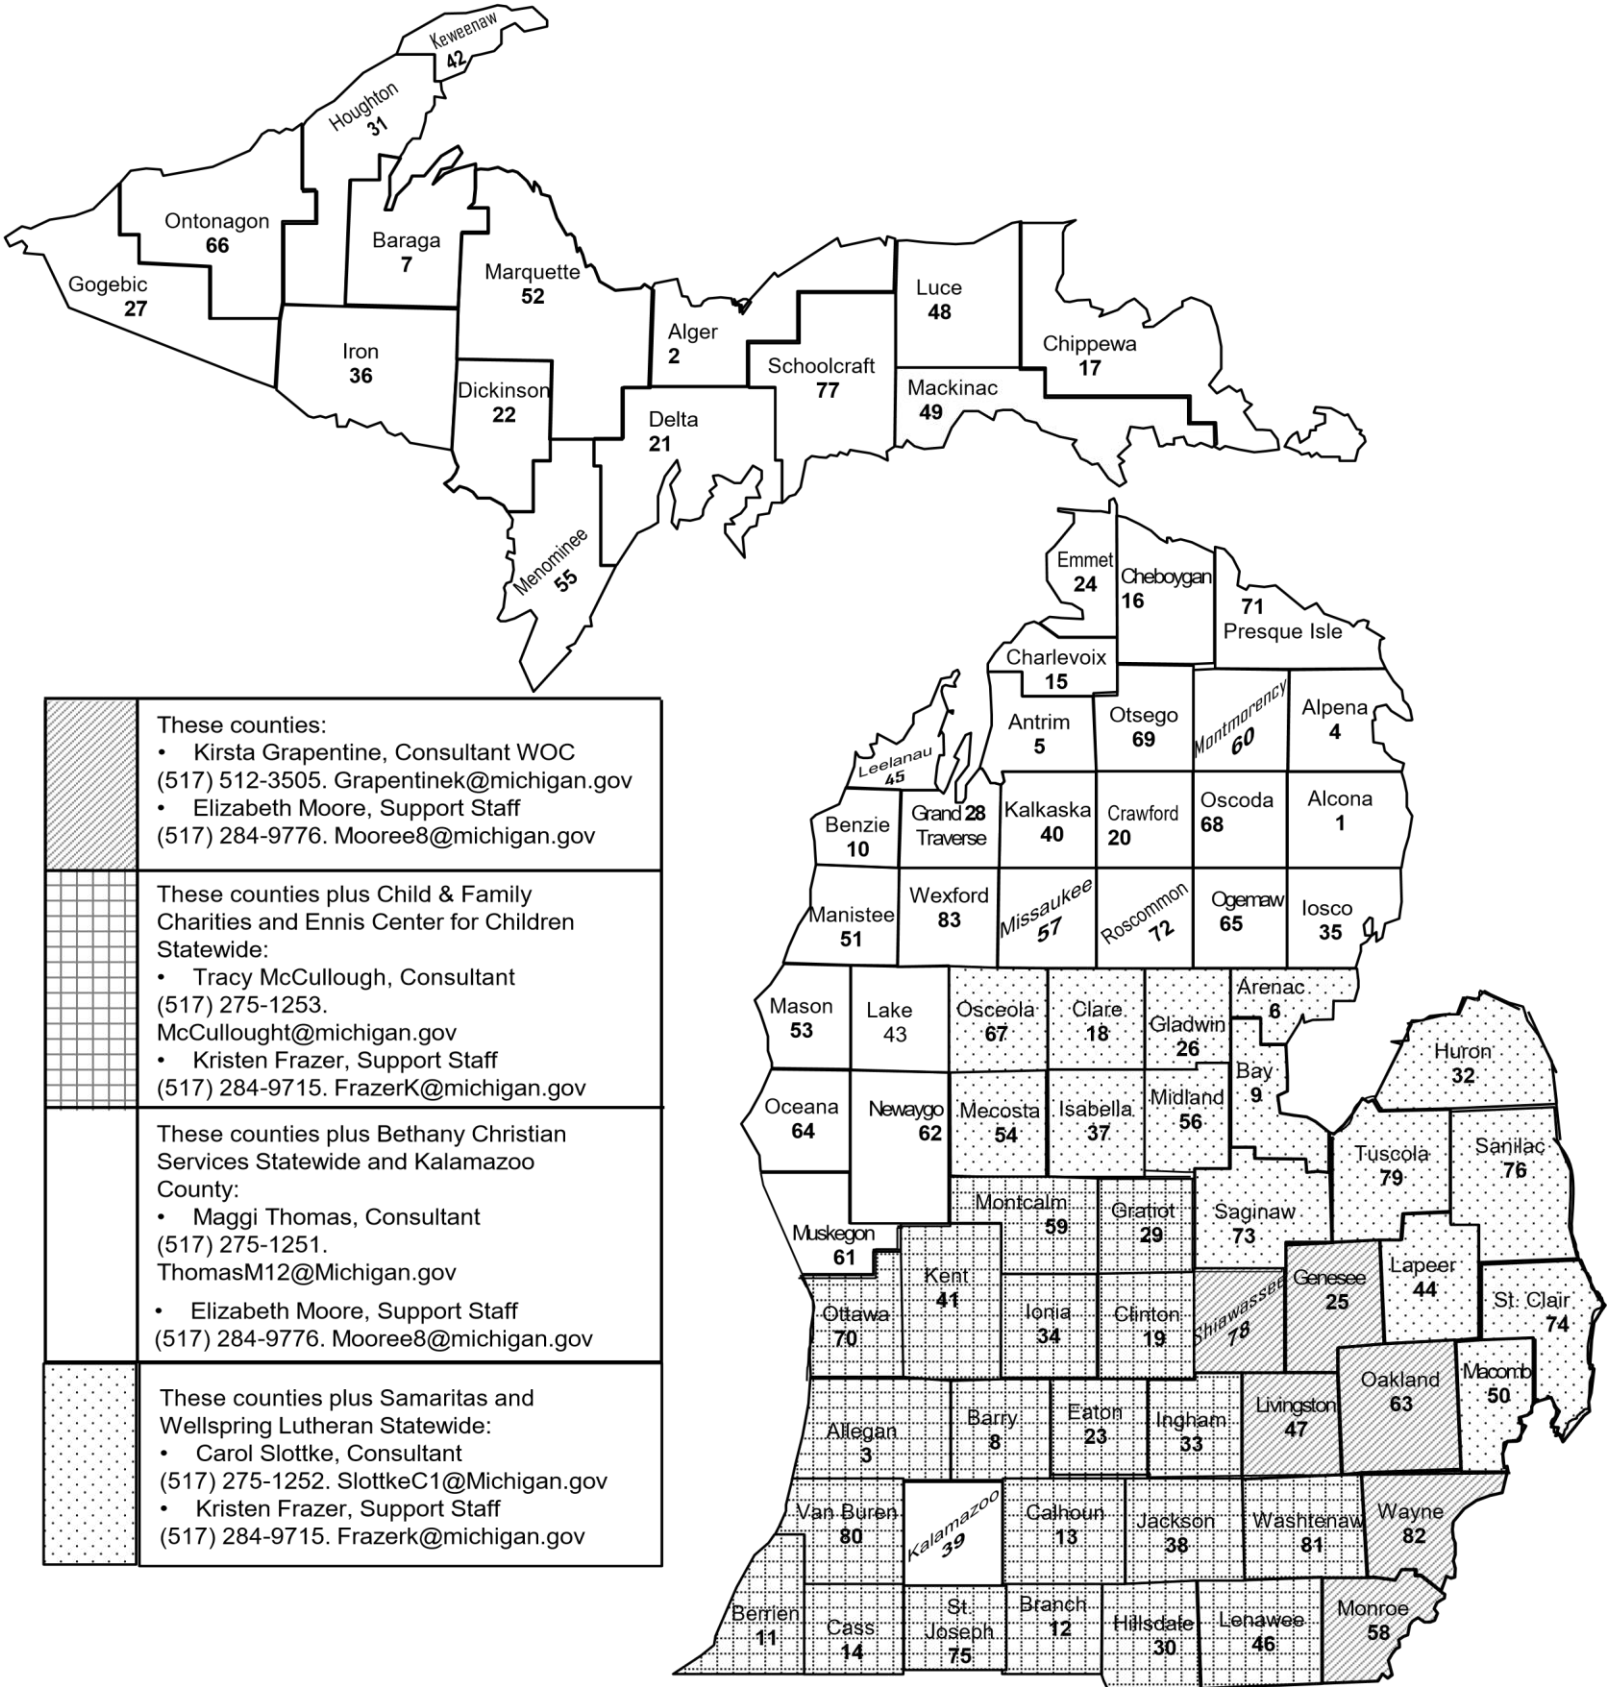 Keweenaw
42
Houghton
31
Ontonagon
66
Gogebic
27
Baraga
7
Marquette
52
Iron
36
Dickinson
22
Alger
2
Delta
21
Schoolcraft
77
Luce
48
Chippewa
17
Mackinac
49
Menominee
55
Emmet
24
Cheboygan
16
71
Presque Isle
Charlevoix
15
Antrim
5
Otsego
69
Montmorency
60
Alpena
4
Leelanau
45
Benzie
10
Grand 28
Traverse
Kalkaska
40
Crawford
20
Oscoda
68
Alcona
1
Manistee
51
Wexford
83
Missaukee
57
Roscommon
72
Ogemaw
65
Iosco
35
Mason
53
Lake
43
Osceola
67
Clare
18
Gladwin
26
Arenac
6
Huron
32
Oceana
64
Newaygo
62
Mecosta
54
Isabella
37
Midland
56
Bay
9
Tuscola
79
Sanilac
76
Muskegon
61
Montcalm
59
Gratiot
29
Saginaw
73
Kent
41
Ottawa
70
Ionia
34
Clinton
19
Shiawassee
78
Genesee
25
Lapeer
44
St. Clair
74
Allegan
3
Barry
8
Eaton
23
Ingham
33
Livingston
47
Oakland
63
Macomb
50
Van Buren
80
Kalamazoo
39
Calhoun
13
Jackson
38
Washtenaw
81
Wayne
82
Berrien
11
Cass
14
St.
Joseph
75
Branch
12
Hillsdale
30
Lenawee
46
Monroe
58
These counties:
• Kirsta Grapentine, Consultant WOC
(517) 512-3505. Grapentinek@michigan.gov
• Elizabeth Moore, Support Staff
(517) 284-9776. Mooree8@michigan.gov
These counties plus Child & Family
Charities and Ennis Center for Children
Statewide:
• Tracy McCullough, Consultant
(517) 275-1253.
McCullought@michigan.gov
• Kristen Frazer, Support Staff
(517) 284-9715. FrazerK@michigan.gov
These counties plus Bethany Christian
Services Statewide and Kalamazoo
County:
• Maggi Thomas, Consultant
(517) 275-1251.
ThomasM12@Michigan.gov
• Elizabeth Moore, Support Staff
(517) 284-9776. Mooree8@michigan.gov
These counties plus Samaritas and
Wellspring Lutheran Statewide:
• Carol Slottke, Consultant
(517) 275-1252. SlottkeC1@Michigan.gov
• Kristen Frazer, Support Staff
(517) 284-9715. Frazerk@michigan.gov